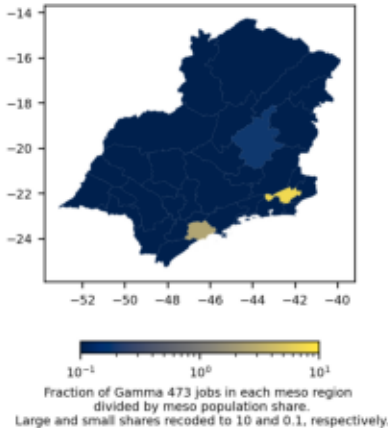 −14
−16
−18
−20
−22
−24
−52 −50 −48 −46 −44 −42 −40
10⁻¹ 10⁰ 10¹
Fraction of Gamma 473 jobs in each meso region
divided by meso population share.
Large and small shares recoded to 10 and 0.1, respectively